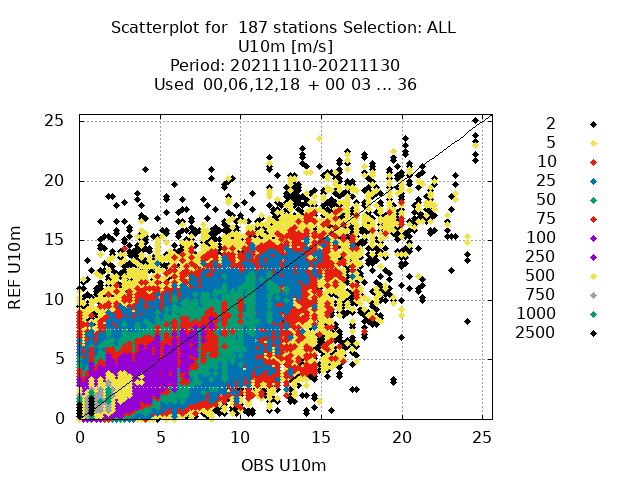 Scatterplot for  187 stations Selection: ALL
U10m [m/s]
Period: 20211110-20211130
Used  00,06,12,18  + 00 03 ... 36
25
20
15
10
5
0
REF U10m
0 5 10 15 20 25
OBS U10m
2
5
10
25
50
75
100
250
500
750
1000
2500